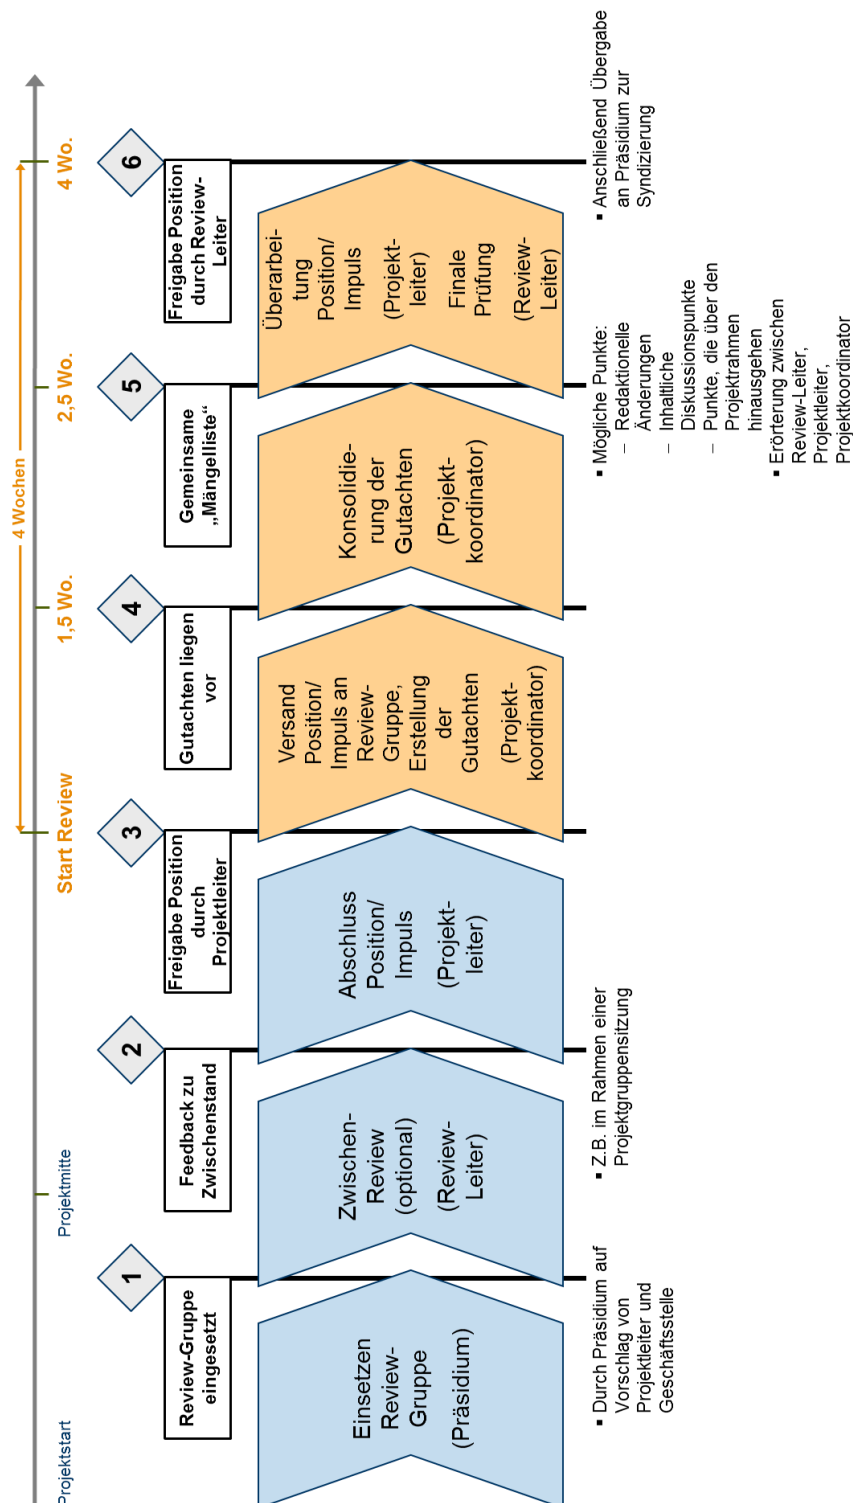 4 Wochen
Projektstart
Projektmitte
Start Review
1,5 Wo.
2,5 Wo.
4 Wo.
1
2
3
4
5
6
Review-Gruppe
eingesetzt
Feedback zu
Zwischenstand
Freigabe Position
durch
Projektleiter
Gutachten liegen
vor
Gemeinsame
„Mängelliste“
Freigabe Position
durch Review-
Leiter
Einsetzen
Review-
Gruppe
(Präsidium)
Zwischen-
Review
(optional)
(Review-
Leiter)
Abschluss
Position/
Impuls
(Projekt-
leiter)
Versand
Position/
Impuls an
Review-
Gruppe,
Erstellung
der
Gutachten
(Projekt-
koordinator)
Konsolidie-
rung der
Gutachten
(Projekt-
koordinator)
Überarbei-
tung
Position/
Impuls
(Projekt-
leiter)
Finale
Prüfung
(Review-
Leiter)
▪ Durch Präsidium auf
Vorschlag von
Projektleiter und
Geschäftsstelle
▪ Z.B. im Rahmen einer
Projektgruppensitzung
▪ Mögliche Punkte:
– Redaktionelle
Änderungen
– Inhaltliche
Diskussionspunkte
– Punkte, die über den
Projektrahmen
hinausgehen
▪ Erörterung zwischen
Review-Leiter,
Projektleiter,
Projektkoordinator
▪ Anschließend Übergabe
an Präsidium zur
Syndizierung